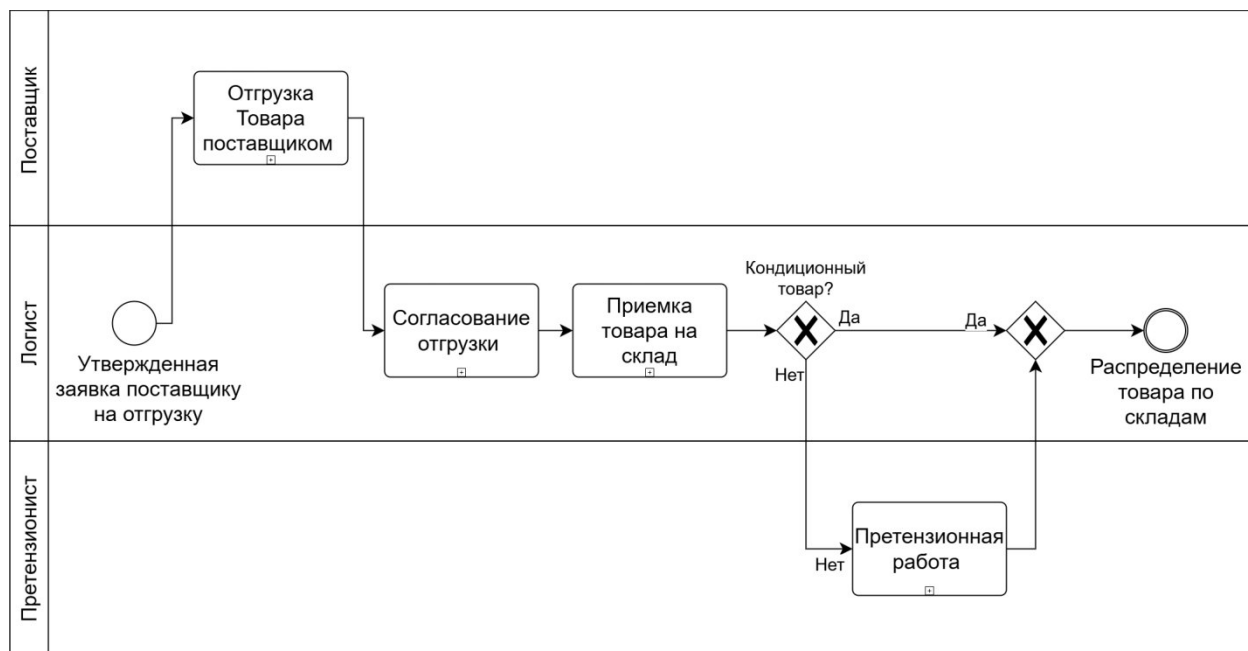 Поставщик
Отгрузка
Товара
поставщиком
Логист
Утвержденная
заявка поставщику
на отгрузку
Согласование
отгрузки
Приемка
товара на
склад
Кондиционный
товар?
Да
Да
Нет
Распределение
товара по
складам
Претензионист
Нет
Претензионная
работа